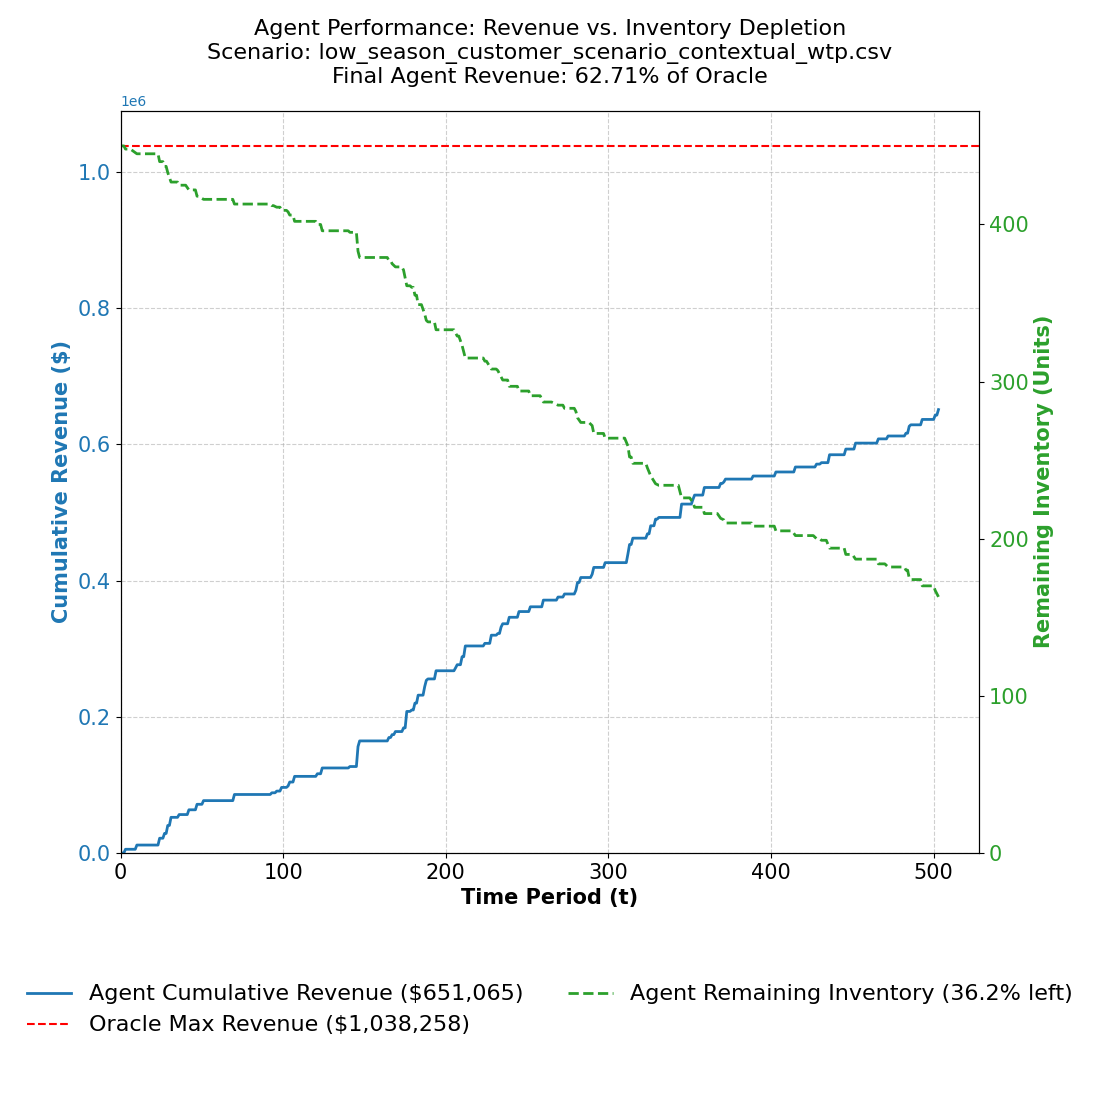 Agent Performance: Revenue vs. Inventory Depletion
Scenario: low_season_customer_scenario_contextual_wtp.csv
Final Agent Revenue: 62.71% of Oracle
1e6
1.0
0.8
0.6
0.4
0.2
0.0
Cumulative Revenue ($)
400
300
200
100
0
Remaining Inventory (Units)
0 100 200 300 400 500
Time Period (t)
Agent Cumulative Revenue ($651,065)
Oracle Max Revenue ($1,038,258)
Agent Remaining Inventory (36.2% left)